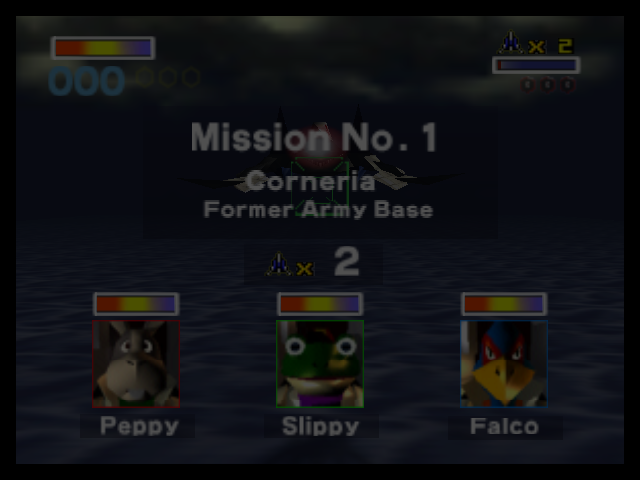 x 2
000
Mission No. 1
Corneria
Former Army Base
x 2
Peppy Slippy Falco